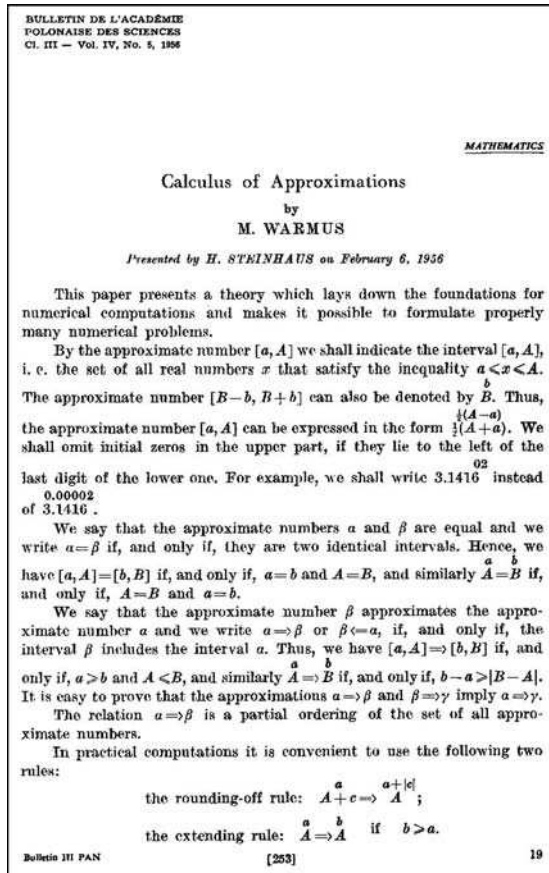 BULLETIN DE L'ACADÉMIE
POLONAISE DES SCIENCES
Cl. III — Vol. IV, No. 5, 1956
MATHEMATICS
Calculus of Approximations
by
M. WARMUS
Presented by H. STEINHAUS on February 6, 1956
This paper presents a theory which lays down the foundations for
numerical computations and makes it possible to formulate properly
many numerical problems.
By the approximate number [a, A] we shall indicate the interval [a, A],
i. e. the set of all real numbers x that satisfy the inequality a⩽x⩽A.
b
The approximate number [B−b, B+b] can also be denoted by B. Thus,
½(A−a)
the approximate number [a, A] can be expressed in the form ½(A+a). We
shall omit initial zeros in the upper part, if they lie to the left of the
02
last digit of the lower one. For example, we shall write 3.1416 instead
0.00002
of 3.1416 .
We say that the approximate numbers α and β are equal and we
write α=β if, and only if, they are two identical intervals. Hence, we
a b
have [a, A]=[b, B] if, and only if, a=b and A=B, and similarly A=B if,
and only if, A=B and a=b.
We say that the approximate number β approximates the appro-
ximate number α and we write α⇒β or β⇐α, if, and only if, the
interval β includes the interval α. Thus, we have [a, A]⇒[b, B] if, and
a b
only if, a⩾b and A⩽B, and similarly A⇒B if, and only if, b−a⩾|B−A|.
It is easy to prove that the approximations α⇒β and β⇒γ imply α⇒γ.
The relation α⇒β is a partial ordering of the set of all appro-
ximate numbers.
In practical computations it is convenient to use the following two
rules:
a a+|c|
the rounding-off rule: A+c⇒ A ;
a b
the extending rule: A⇒A if b⩾a.
Bulletin III PAN [253] 19